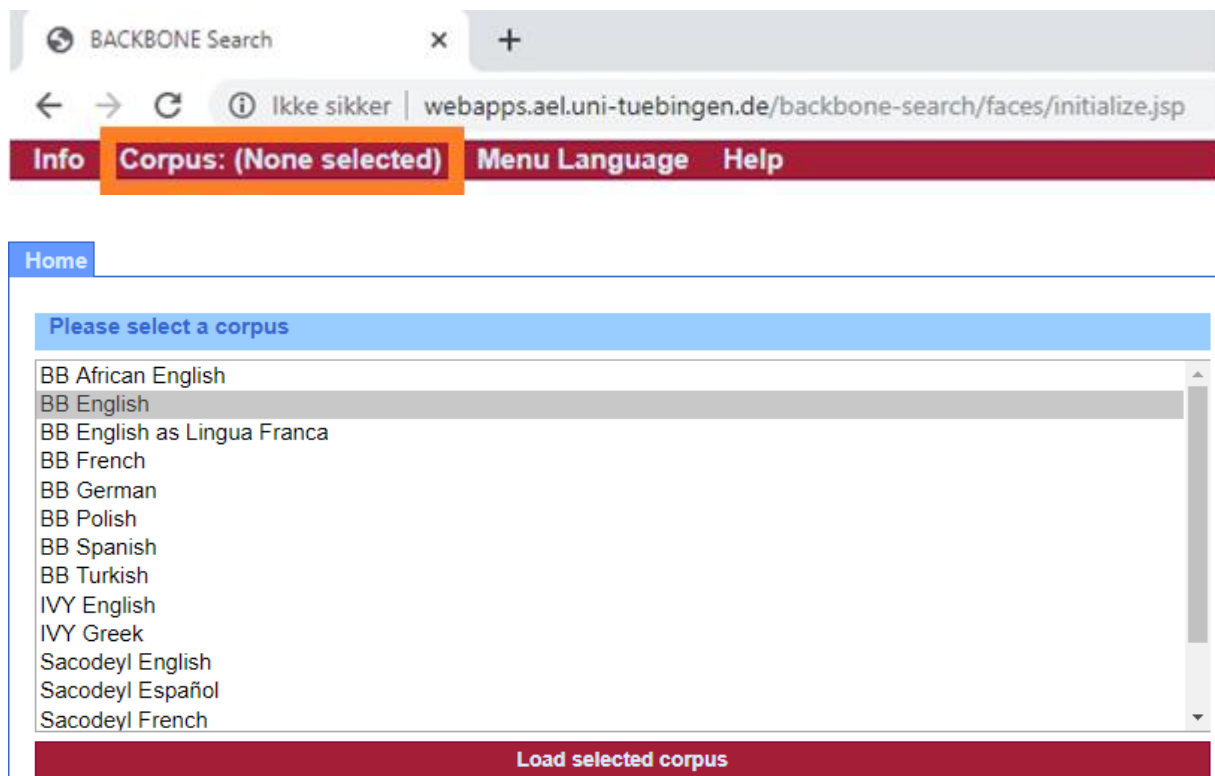 BACKBONE Search
Ikke sikker | webapps.ael.uni-tuebingen.de/backbone-search/faces/initialize.jsp
Info Corpus: (None selected) Menu Language Help
Home
Please select a corpus
BB African English
BB English
BB English as Lingua Franca
BB French
BB German
BB Polish
BB Spanish
BB Turkish
IVY English
IVY Greek
Sacodeyl English
Sacodeyl Español
Sacodeyl French
Load selected corpus